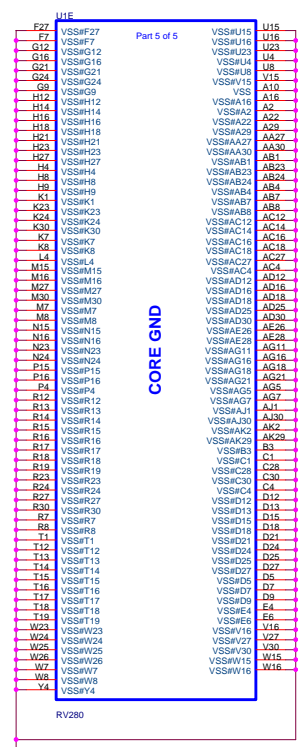 U1E
Part 5 of 5
F27 VSS#F27 VSS#U15 U15
F7 VSS#F7 VSS#U16 U16
G12 VSS#G12 VSS#U23 U23
G16 VSS#G16 VSS#U4 U4
G21 VSS#G21 VSS#U8 U8
G24 VSS#G24 VSS#V15 V15
G9 VSS#G9 VSS A10
H12 VSS#H12 VSS#A16 A16
H14 VSS#H14 VSS#A2 A2
H16 VSS#H16 VSS#A22 A22
H18 VSS#H18 VSS#A29 A29
H21 VSS#H21 VSS#AA27 AA27
H23 VSS#H23 VSS#AA30 AA30
H27 VSS#H27 VSS#AB1 AB1
H4 VSS#H4 VSS#AB23 AB23
H8 VSS#H8 VSS#AB24 AB24
H9 VSS#H9 VSS#AB4 AB4
K1 VSS#K1 VSS#AB7 AB7
K23 VSS#K23 VSS#AB8 AB8
K24 VSS#K24 VSS#AC12 AC12
K30 VSS#K30 VSS#AC14 AC14
K7 VSS#K7 VSS#AC16 AC16
K8 VSS#K8 VSS#AC18 AC18
L4 VSS#L4 VSS#AC27 AC27
M15 VSS#M15 VSS#AC4 AC4
M16 VSS#M16 VSS#AD12 AD12
M27 VSS#M27 VSS#AD16 AD16
M30 VSS#M30 VSS#AD18 AD18
M7 VSS#M7 VSS#AD25 AD25
M8 VSS#M8 VSS#AD30 AD30
N15 VSS#N15 VSS#AE26 AE26
N16 VSS#N16 VSS#AE28 AE28
N23 VSS#N23 VSS#AG11 AG11
N24 VSS#N24 VSS#AG16 AG16
P15 VSS#P15 VSS#AG18 AG18
P16 VSS#P16 VSS#AG21 AG21
P4 VSS#P4 VSS#AG5 AG5
R12 VSS#R12 VSS#AG7 AG7
R13 VSS#R13 VSS#AJ1 AJ1
R14 VSS#R14 VSS#AJ30 AJ30
R15 VSS#R15 VSS#AK2 AK2
R16 VSS#R16 VSS#AK29 AK29
R17 VSS#R17 VSS#B3 B3
R18 VSS#R18 VSS#C1 C1
R19 VSS#R19 VSS#C28 C28
R23 VSS#R23 VSS#C30 C30
R24 VSS#R24 VSS#C4 C4
R27 VSS#R27 VSS#D12 D12
R30 VSS#R30 VSS#D13 D13
R7 VSS#R7 VSS#D15 D15
R8 VSS#R8 VSS#D18 D18
T1 VSS#T1 VSS#D21 D21
T12 VSS#T12 VSS#D24 D24
T13 VSS#T13 VSS#D25 D25
T14 VSS#T14 VSS#D27 D27
T15 VSS#T15 VSS#D5 D5
T16 VSS#T16 VSS#D7 D7
T17 VSS#T17 VSS#D9 D9
T18 VSS#T18 VSS#E4 E4
T19 VSS#T19 VSS#E6 E6
W23 VSS#W23 VSS#V16 V16
W24 VSS#W24 VSS#V27 V27
W25 VSS#W25 VSS#V30 V30
W26 VSS#W26 VSS#W15 W15
W7 VSS#W7 VSS#W16 W16
W8 VSS#W8
Y4 VSS#Y4
CORE GND
RV280